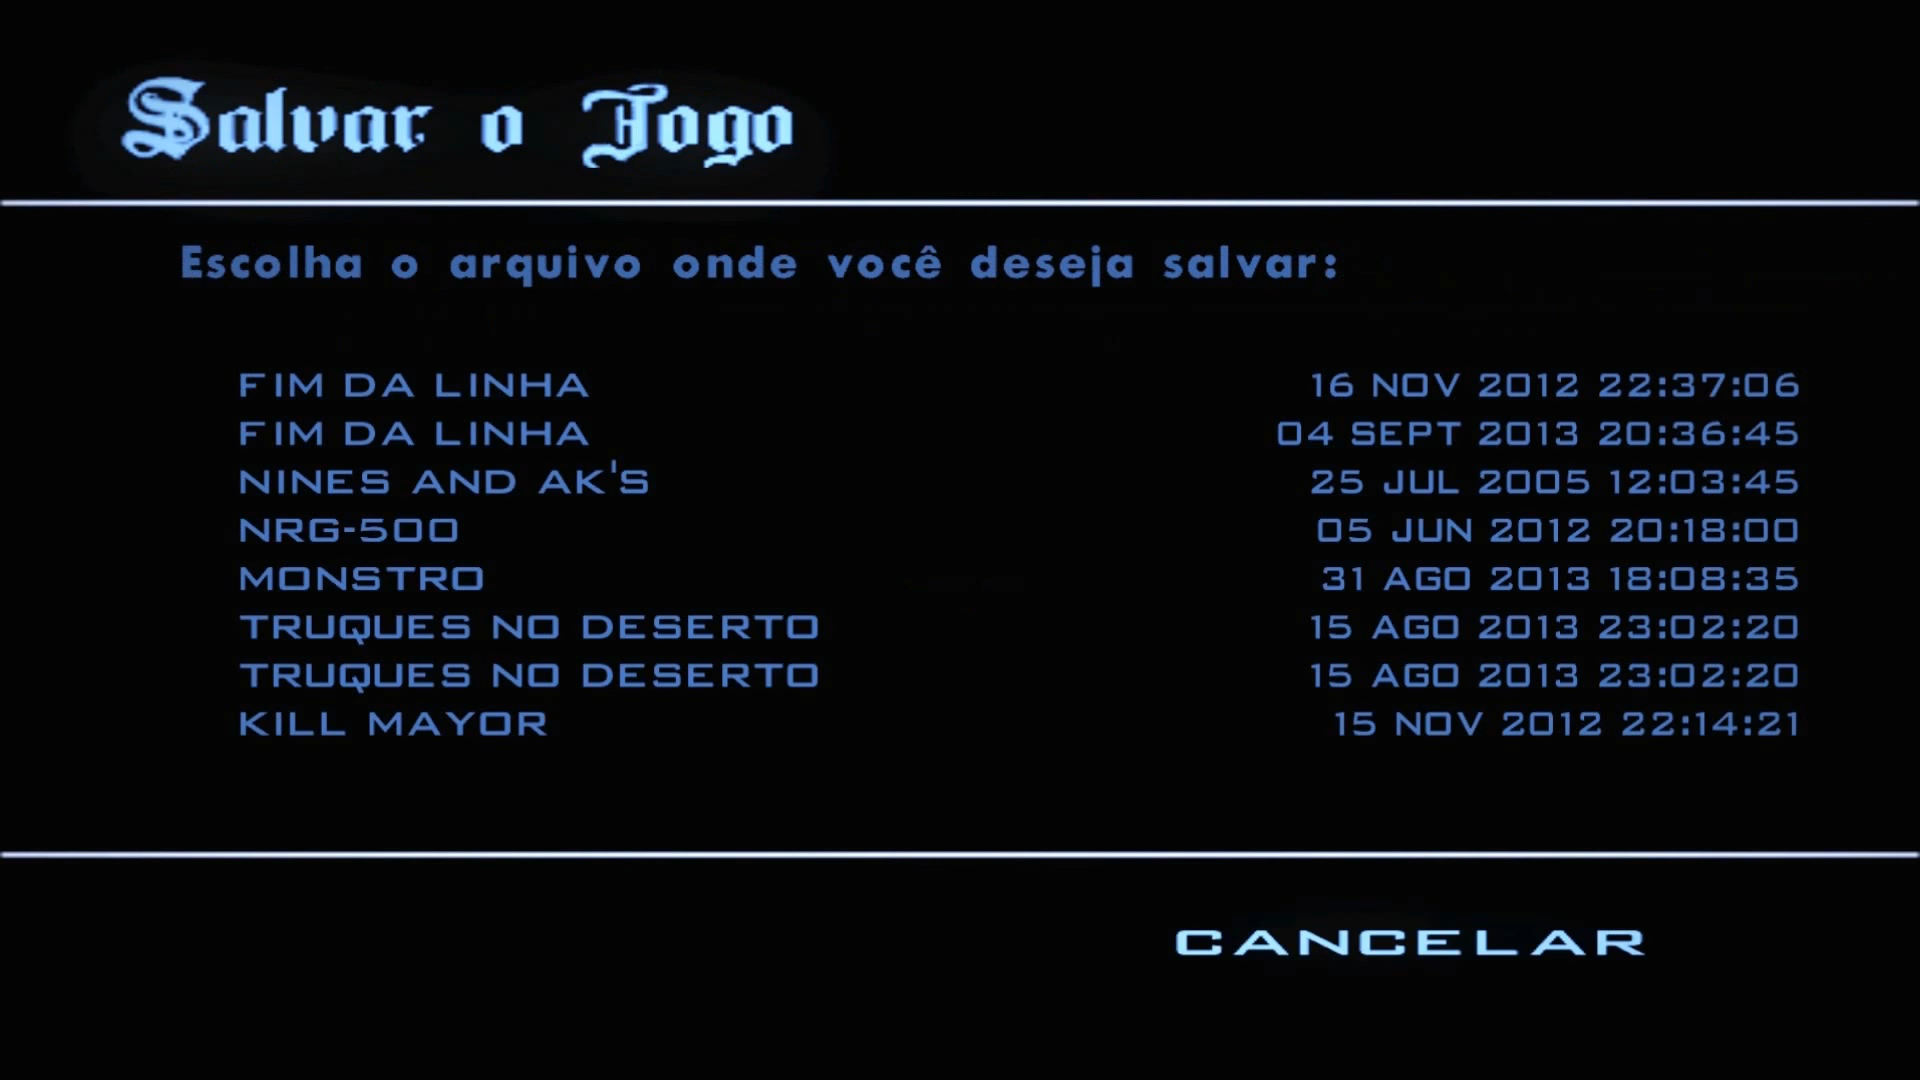 Salvar o Jogo
Escolha o arquivo onde você deseja salvar:
FIM DA LINHA 16 NOV 2012 22:37:06
FIM DA LINHA 04 SEPT 2013 20:36:45
NINES AND AK'S 25 JUL 2005 12:03:45
NRG-500 05 JUN 2012 20:18:00
MONSTRO 31 AGO 2013 18:08:35
TRUQUES NO DESERTO 15 AGO 2013 23:02:20
TRUQUES NO DESERTO 15 AGO 2013 23:02:20
KILL MAYOR 15 NOV 2012 22:14:21
CANCELAR